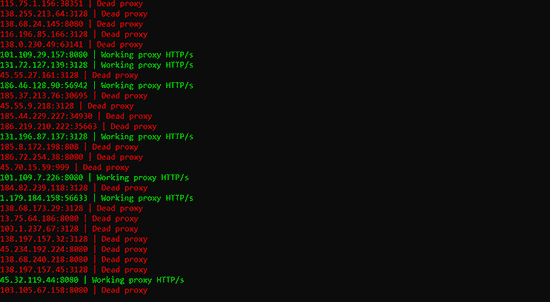 115.75.1.156:38351 | Dead proxy
138.255.213.64:3128 | Dead proxy
138.68.24.145:8080 | Dead proxy
116.196.85.166:3128 | Dead proxy
138.0.230.49:63141 | Dead proxy
101.109.29.157:8080 | Working proxy HTTP/s
131.72.127.139:3128 | Working proxy HTTP/s
45.55.27.161:3128 | Dead proxy
186.46.128.90:56942 | Working proxy HTTP/s
185.37.213.76:30695 | Dead proxy
45.55.9.218:3128 | Dead proxy
185.44.229.227:34930 | Dead proxy
186.219.210.222:35663 | Dead proxy
131.196.87.137:3128 | Working proxy HTTP/s
185.8.172.198:808 | Dead proxy
186.72.254.38:8080 | Dead proxy
45.70.15.59:999 | Dead proxy
101.109.7.226:8080 | Working proxy HTTP/s
184.82.239.118:3128 | Dead proxy
1.179.184.158:56633 | Working proxy HTTP/s
138.68.173.29:3128 | Dead proxy
13.75.64.186:8080 | Dead proxy
103.1.237.67:3128 | Dead proxy
138.197.157.32:3128 | Dead proxy
45.234.192.224:8080 | Dead proxy
138.68.240.218:8080 | Dead proxy
138.197.157.45:3128 | Dead proxy
45.32.119.44:8080 | Working proxy HTTP/s
103.105.67.158:8080 | Dead proxy